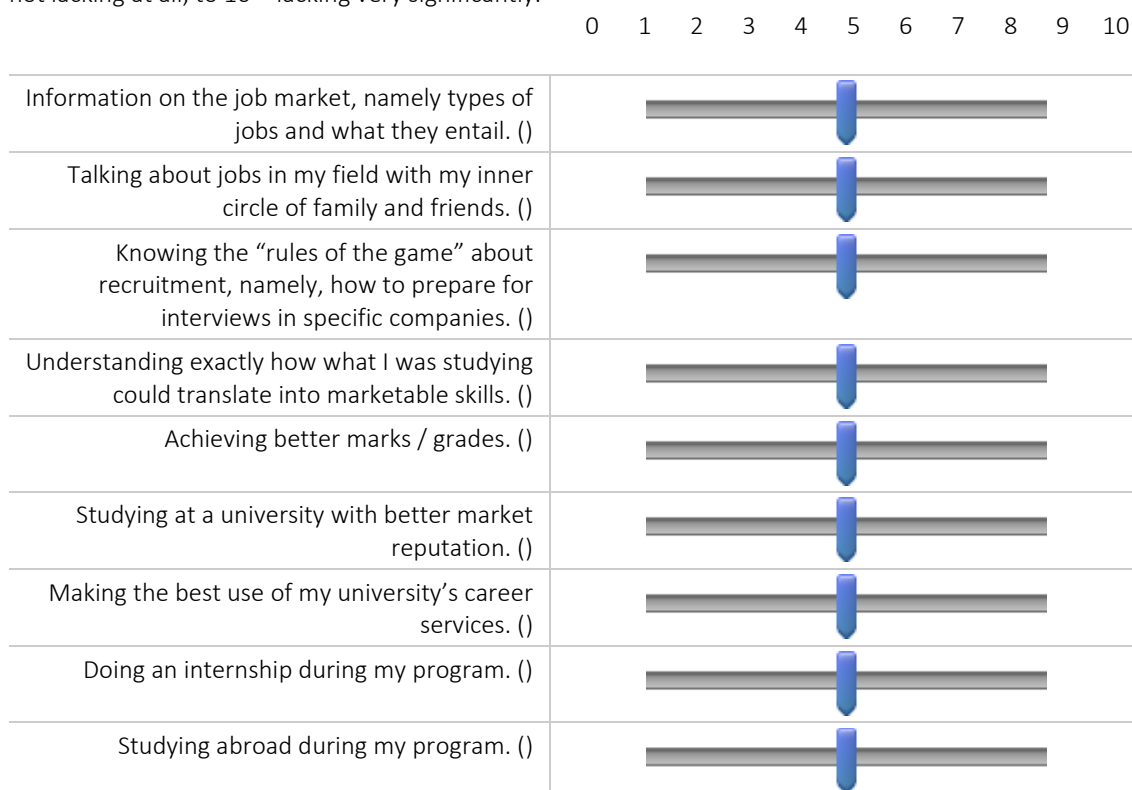 not lacking at all, to 10 – lacking very significantly.
0 1 2 3 4 5 6 7 8 9 10
Information on the job market, namely types of
jobs and what they entail. ()
Talking about jobs in my field with my inner
circle of family and friends. ()
Knowing the “rules of the game” about
recruitment, namely, how to prepare for
interviews in specific companies. ()
Understanding exactly how what I was studying
could translate into marketable skills. ()
Achieving better marks / grades. ()
Studying at a university with better market
reputation. ()
Making the best use of my university’s career
services. ()
Doing an internship during my program. ()
Studying abroad during my program. ()